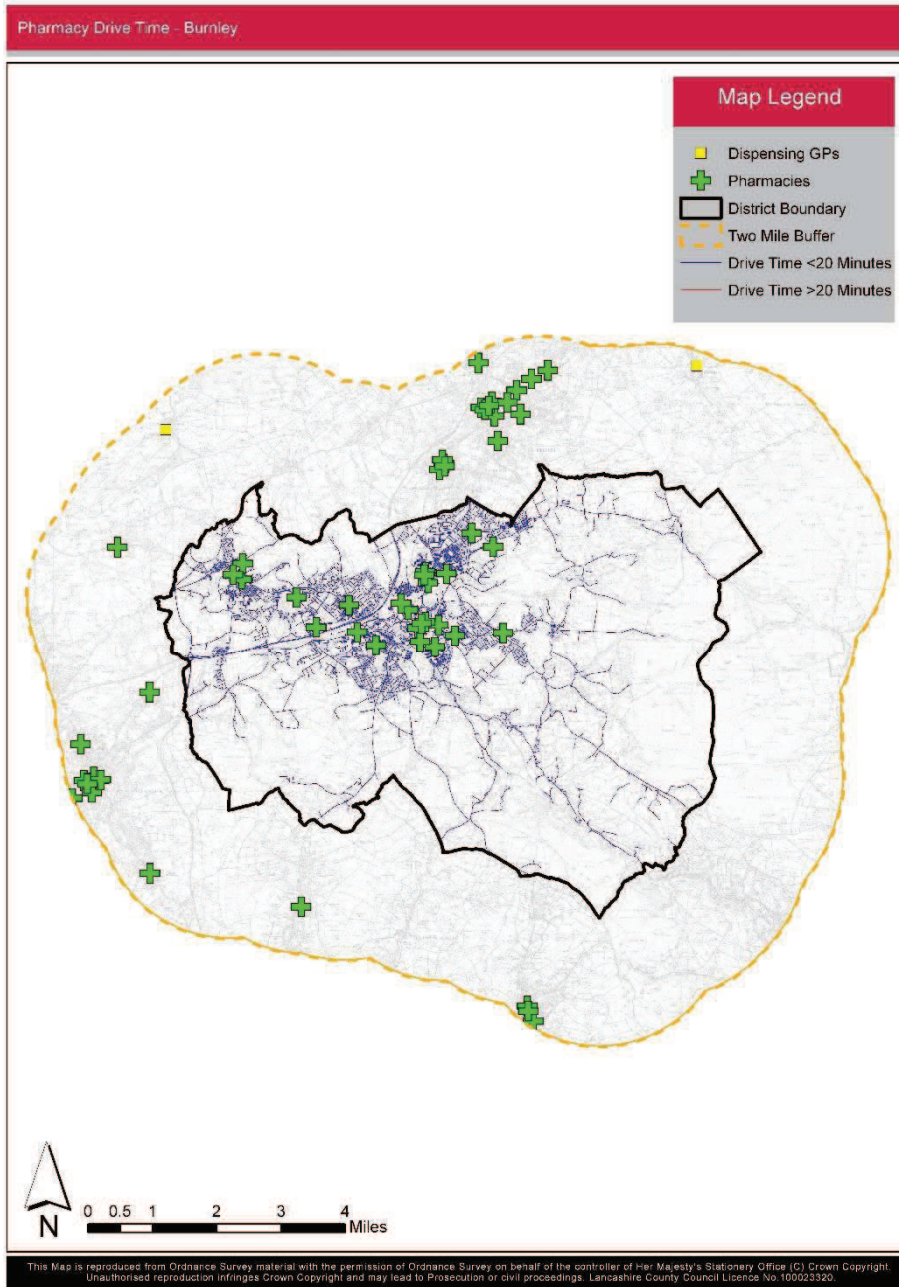 Pharmacy Drive Time - Burnley
Map Legend
Dispensing GPs
Pharmacies
District Boundary
Two Mile Buffer
Drive Time <20 Minutes
Drive Time >20 Minutes
N
0 0.5 1 2 3 4
Miles
This Map is reproduced from Ordnance Survey material with the permission of Ordnance Survey on behalf of the controller of Her Majesty's Stationery Office (C) Crown Copyright.
Unauthorised reproduction infringes Crown Copyright and may lead to Prosecution or civil proceedings. Lancashire County Council Licence No.100023320.